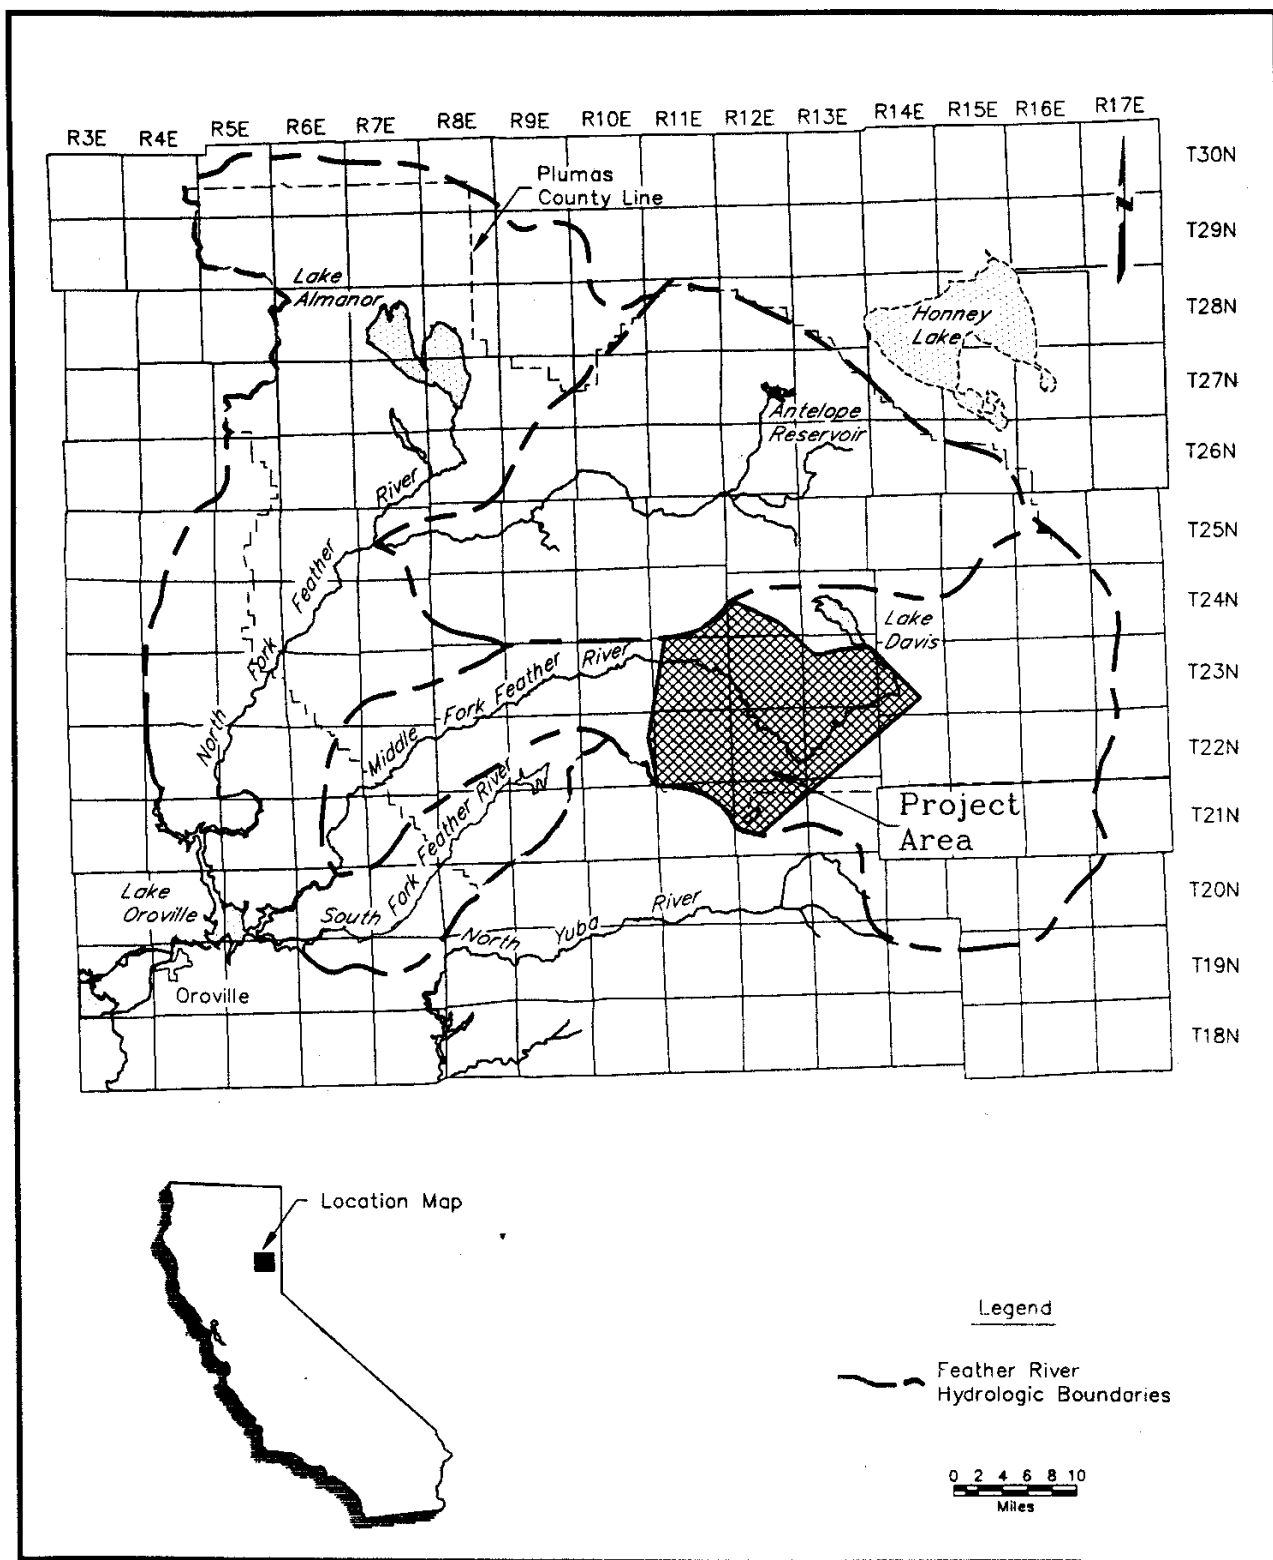 R3E R4E R5E R6E R7E R8E R9E R10E R11E R12E R13E R14E R15E R16E R17E
T30N
Plumas
County Line
T29N
N
Lake
Almanor
T28N
Honney
Lake
T27N
Antelope
Reservoir
T26N
River
T25N
Feather
T24N
Lake
Davis
Fork
T23N
Middle Fork Feather River
North
T22N
Project
Area
T21N
South Fork Feather River
Lake
Oroville
T20N
North Yuba River
T19N
Oroville
T18N
Location Map
Legend
Feather River
Hydrologic Boundaries
0 2 4 6 8 10
Miles